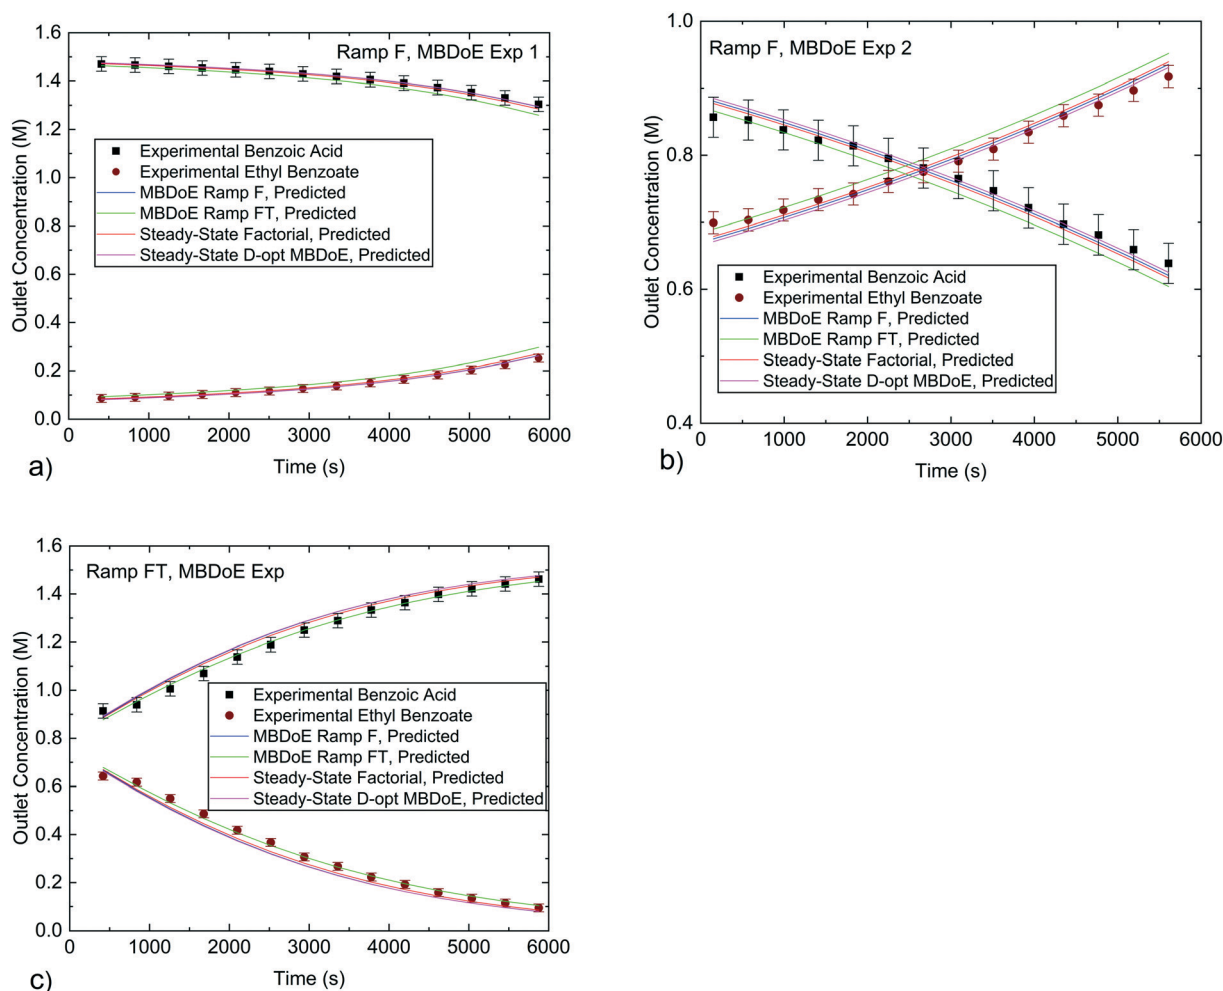 Ramp F, MBDoE Exp 1
Outlet Concentration (M)
1.6
1.4
1.2
1.0
0.8
0.6
0.4
0.2
0.0
Experimental Benzoic Acid
Experimental Ethyl Benzoate
MBDoE Ramp F, Predicted
MBDoE Ramp FT, Predicted
Steady-State Factorial, Predicted
Steady-State D-opt MBDoE, Predicted
0 1000 2000 3000 4000 5000 6000
Time (s)
a)
Ramp F, MBDoE Exp 2
Outlet Concentration (M)
1.0
0.8
0.6
0.4
Experimental Benzoic Acid
Experimental Ethyl Benzoate
MBDoE Ramp F, Predicted
MBDoE Ramp FT, Predicted
Steady-State Factorial, Predicted
Steady-State D-opt MBDoE, Predicted
0 1000 2000 3000 4000 5000 6000
Time (s)
b)
Ramp FT, MBDoE Exp
Outlet Concentration (M)
1.6
1.4
1.2
1.0
0.8
0.6
0.4
0.2
0.0
Experimental Benzoic Acid
Experimental Ethyl Benzoate
MBDoE Ramp F, Predicted
MBDoE Ramp FT, Predicted
Steady-State Factorial, Predicted
Steady-State D-opt MBDoE, Predicted
0 1000 2000 3000 4000 5000 6000
Time (s)
c)